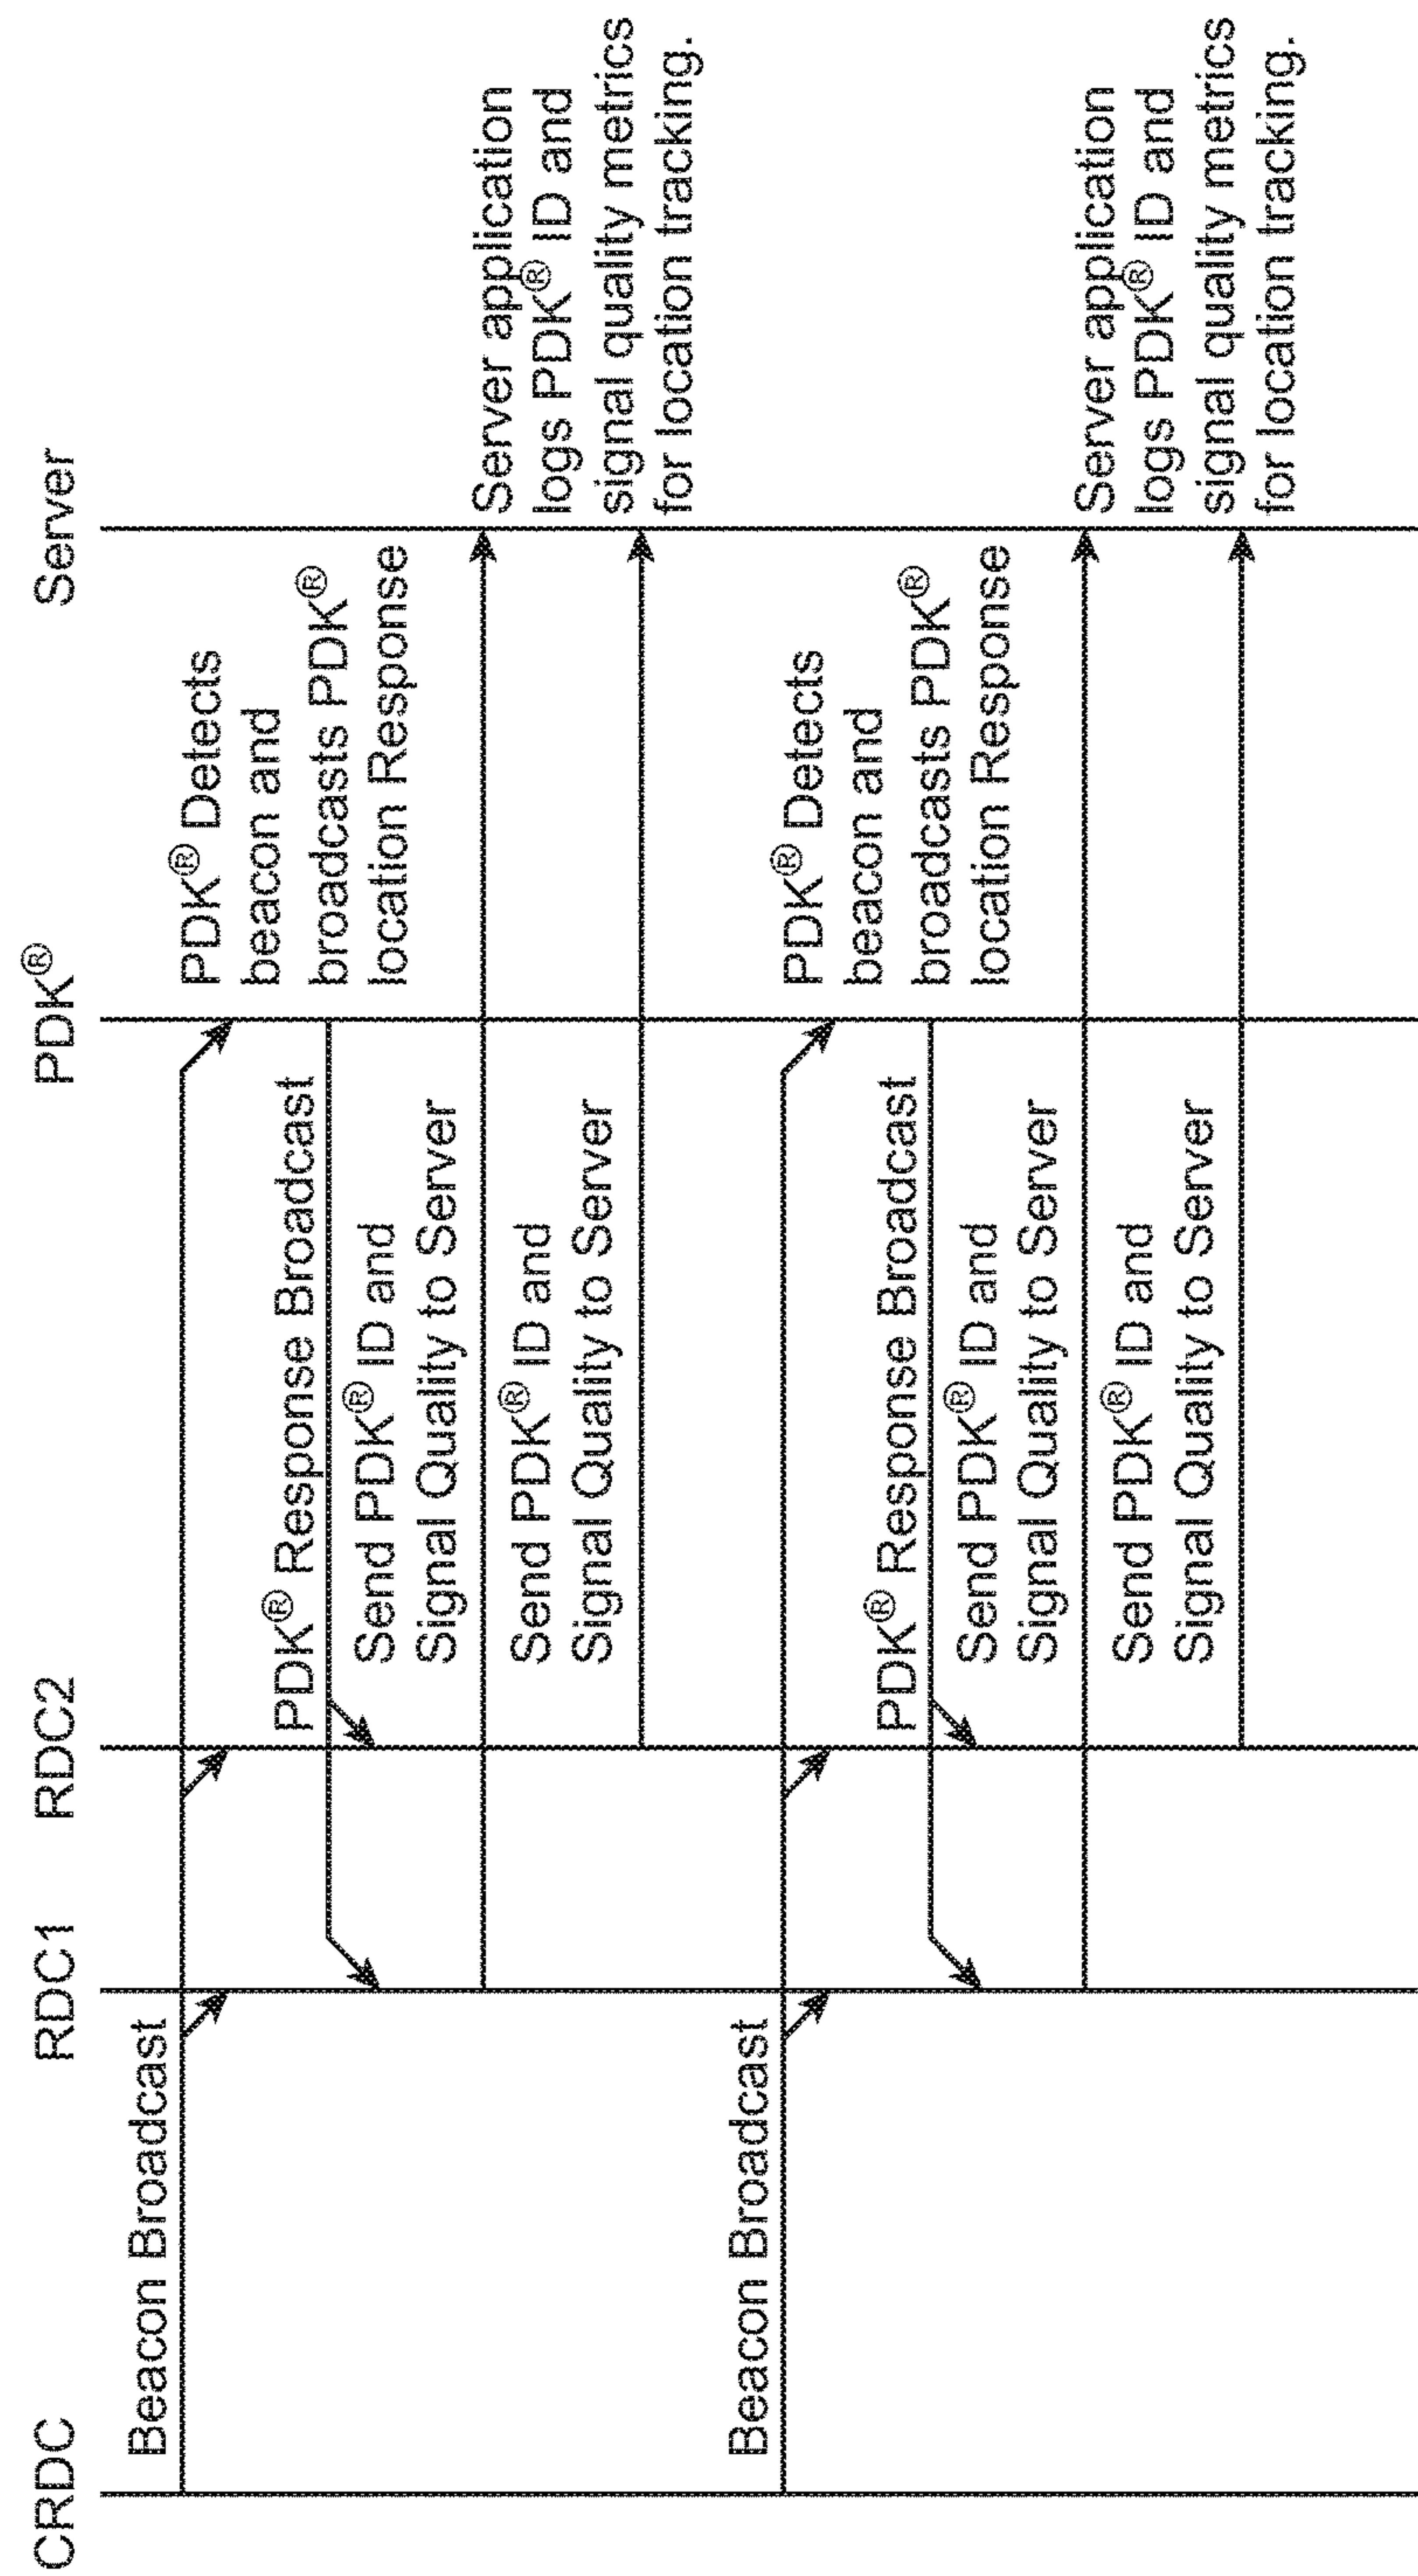 CRDC
RDC1
RDC2
PDK®
Server
Beacon Broadcast
PDK® Detects
beacon and
broadcasts PDK®
location Response
PDK® Response Broadcast
Send PDK® ID and
Signal Quality to Server
Server application
logs PDK® ID and
signal quality metrics
for location tracking.
Send PDK® ID and
Signal Quality to Server
Beacon Broadcast
PDK® Detects
beacon and
broadcasts PDK®
location Response
PDK® Response Broadcast
Send PDK® ID and
Signal Quality to Server
Server application
logs PDK® ID and
signal quality metrics
for location tracking.
Send PDK® ID and
Signal Quality to Server